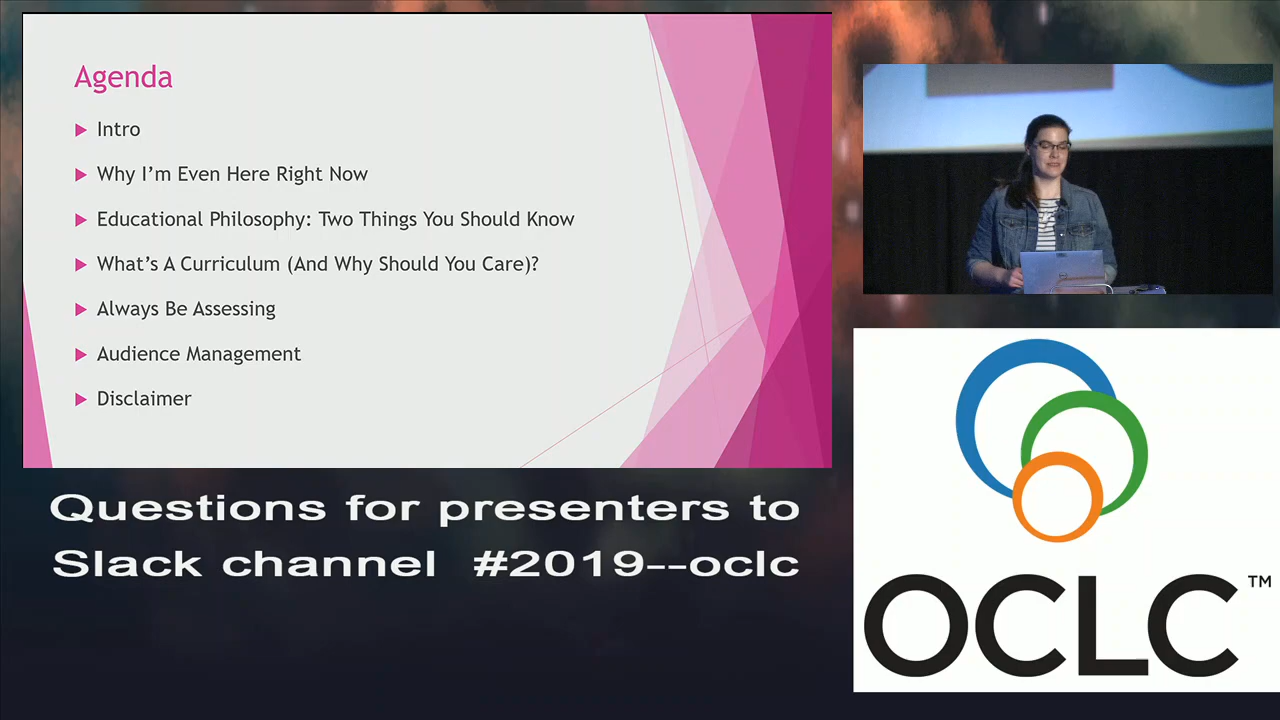 Agenda
Intro
Why I'm Even Here Right Now
Educational Philosophy: Two Things You Should Know
What's A Curriculum (And Why Should You Care)?
Always Be Assessing
Audience Management
Disclaimer
Questions for presenters to
Slack channel #2019--oclc
OCLC™